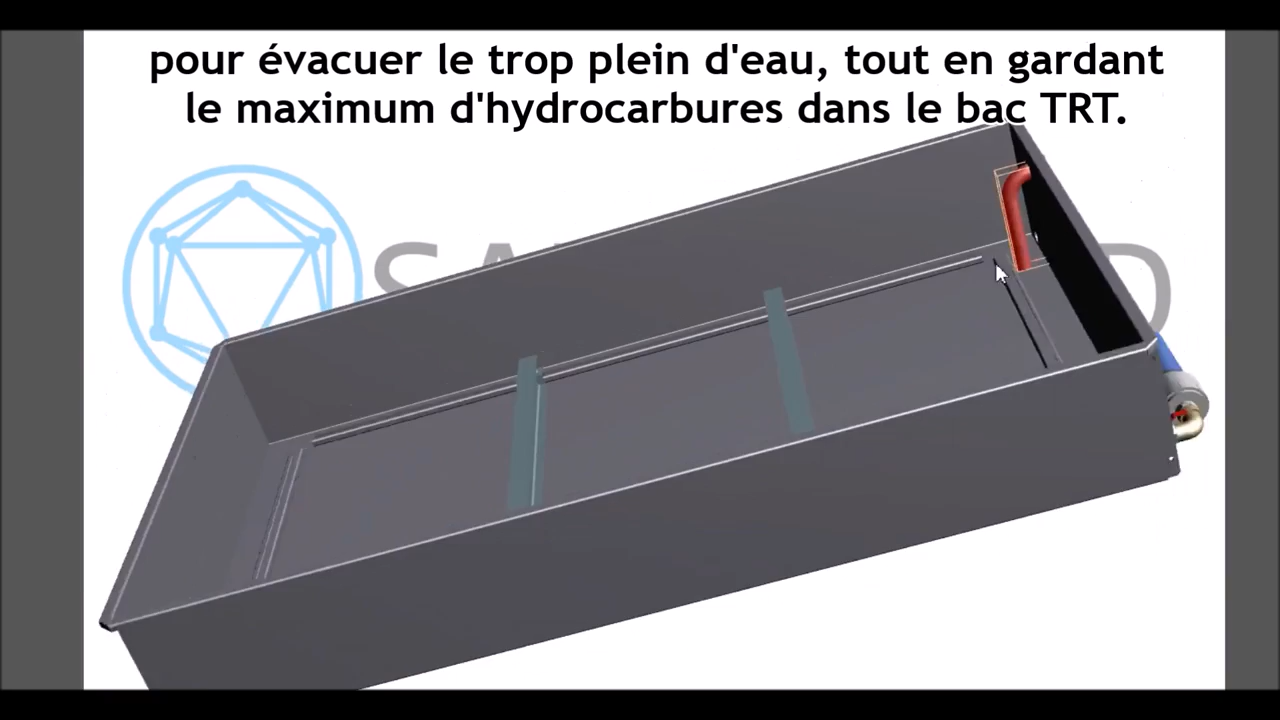 pour évacuer le trop plein d'eau, tout en gardant
le maximum d'hydrocarbures dans le bac TRT.